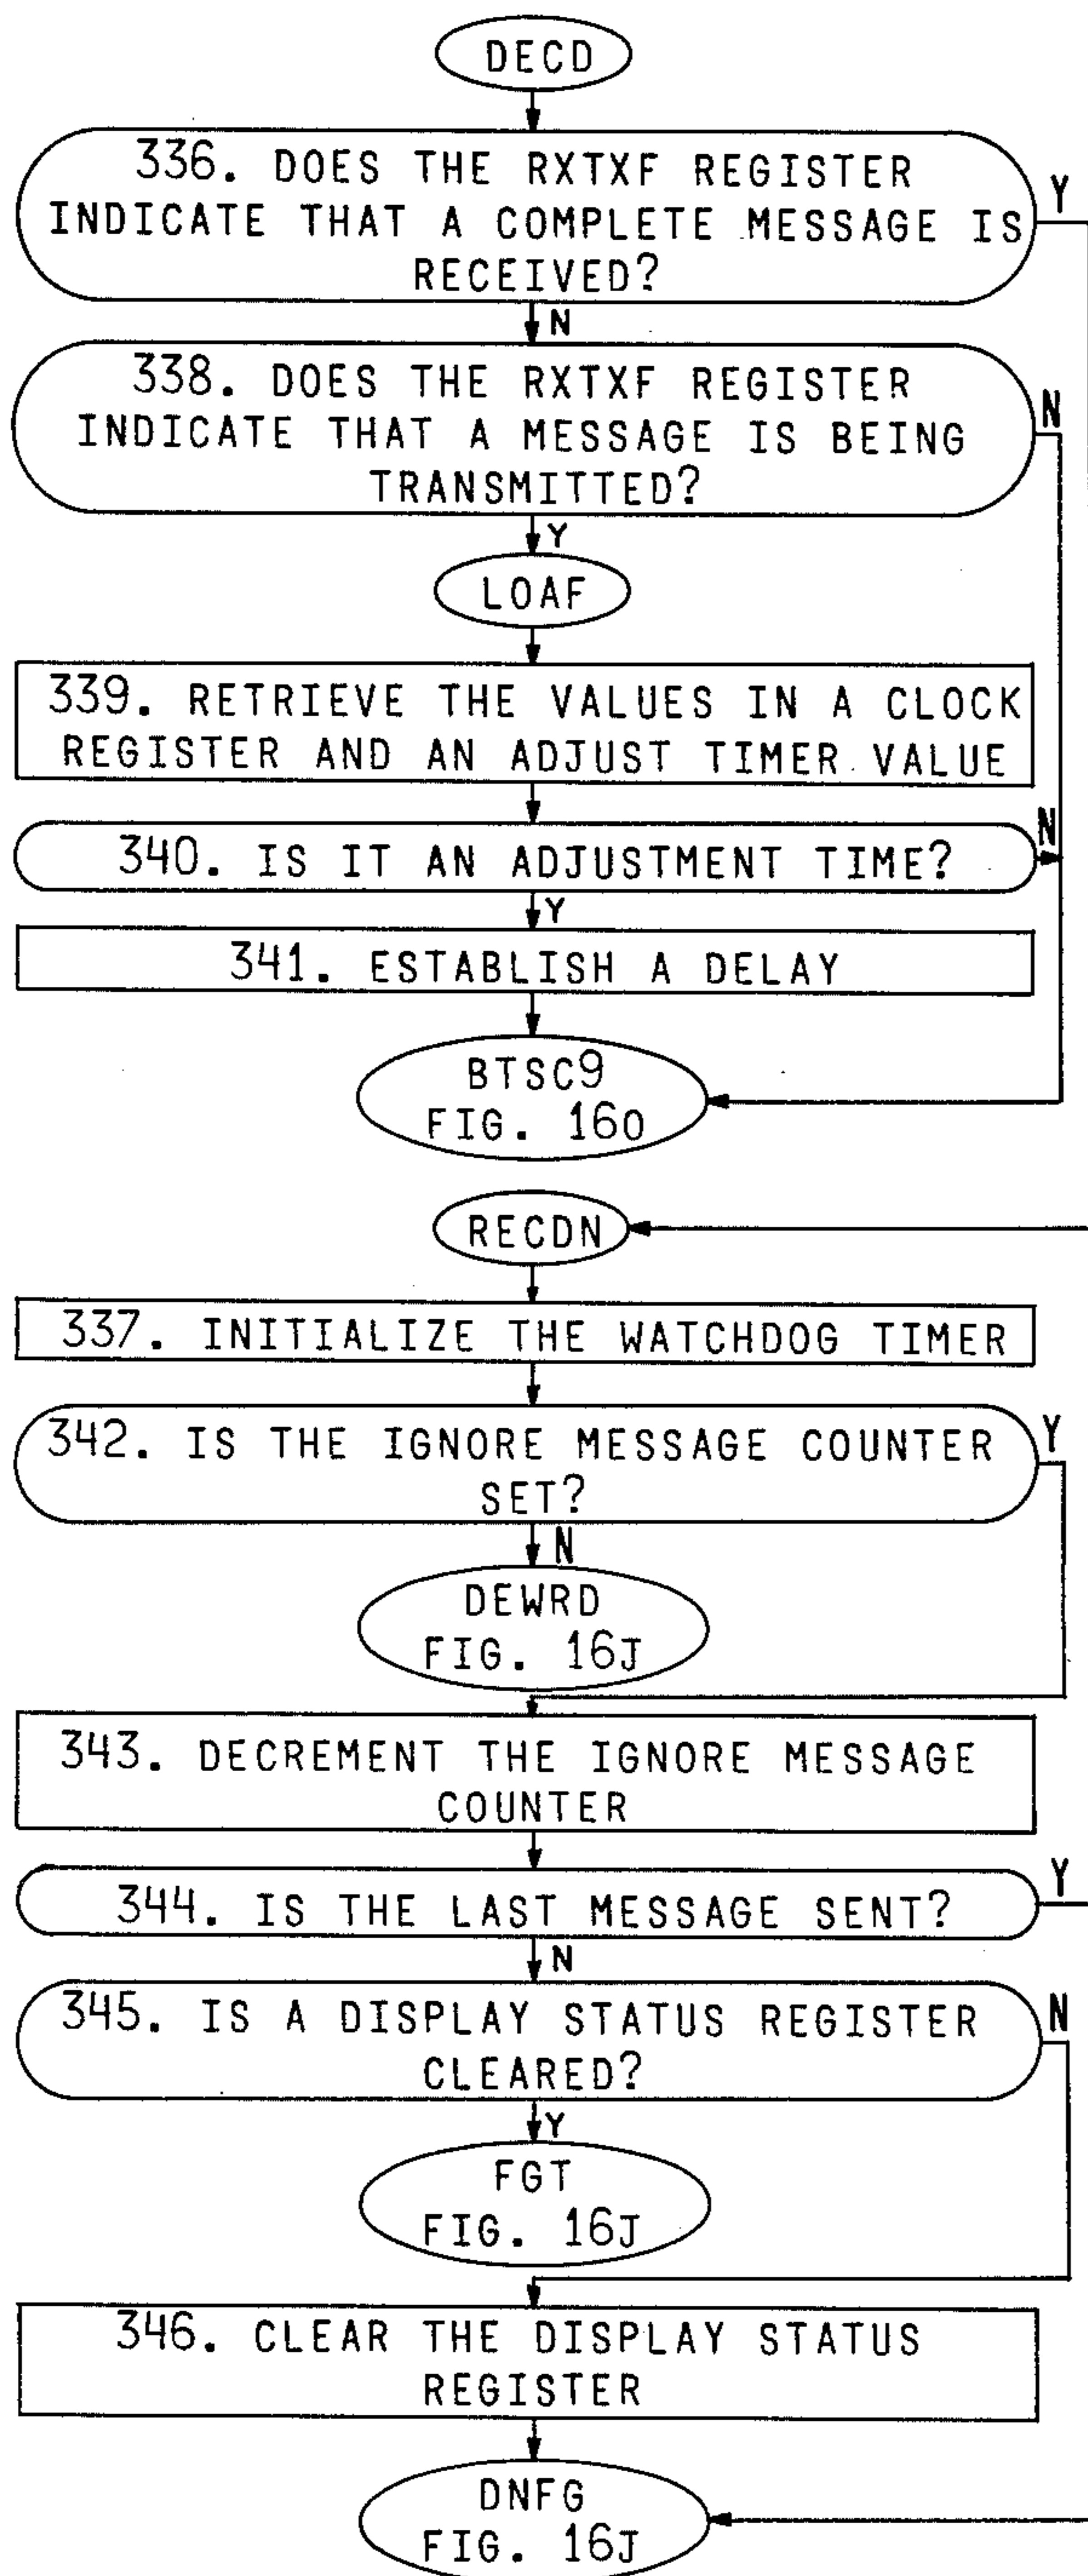 DECD
336. DOES THE RXTXF REGISTER
INDICATE THAT A COMPLETE MESSAGE IS
RECEIVED?
Y
N
338. DOES THE RXTXF REGISTER
INDICATE THAT A MESSAGE IS BEING
TRANSMITTED?
N
Y
LOAF
339. RETRIEVE THE VALUES IN A CLOCK
REGISTER AND AN ADJUST TIMER VALUE
340. IS IT AN ADJUSTMENT TIME?
N
Y
341. ESTABLISH A DELAY
BTSC9
FIG. 16O
RECDN
337. INITIALIZE THE WATCHDOG TIMER
342. IS THE IGNORE MESSAGE COUNTER
SET?
Y
N
DEWRD
FIG. 16J
343. DECREMENT THE IGNORE MESSAGE
COUNTER
344. IS THE LAST MESSAGE SENT?
Y
N
345. IS A DISPLAY STATUS REGISTER
CLEARED?
N
Y
FGT
FIG. 16J
346. CLEAR THE DISPLAY STATUS
REGISTER
DNFG
FIG. 16J